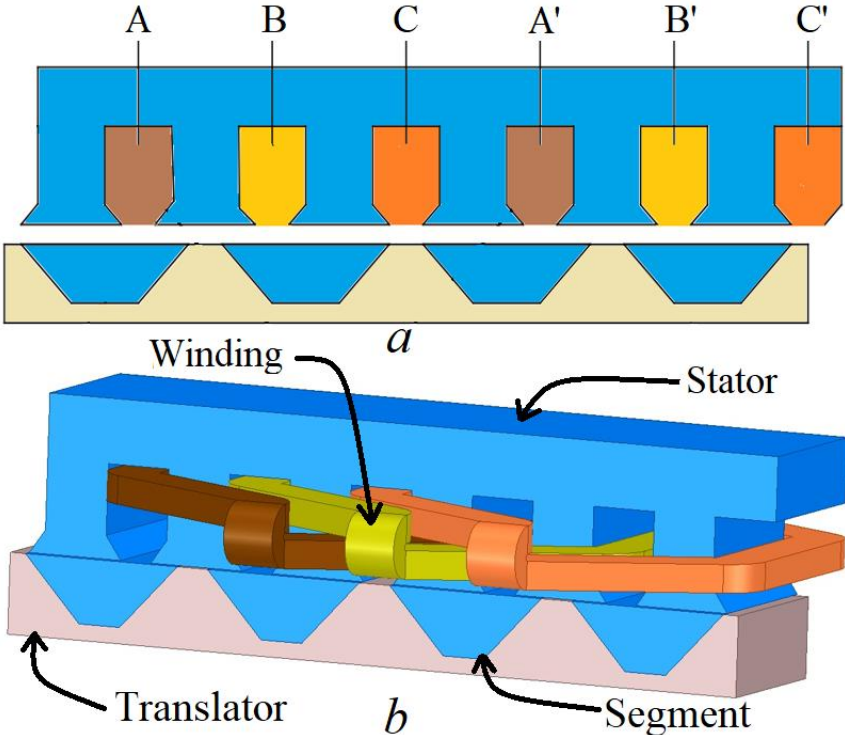 A B C A' B' C'
a
Winding
Stator
Translator
b
Segment